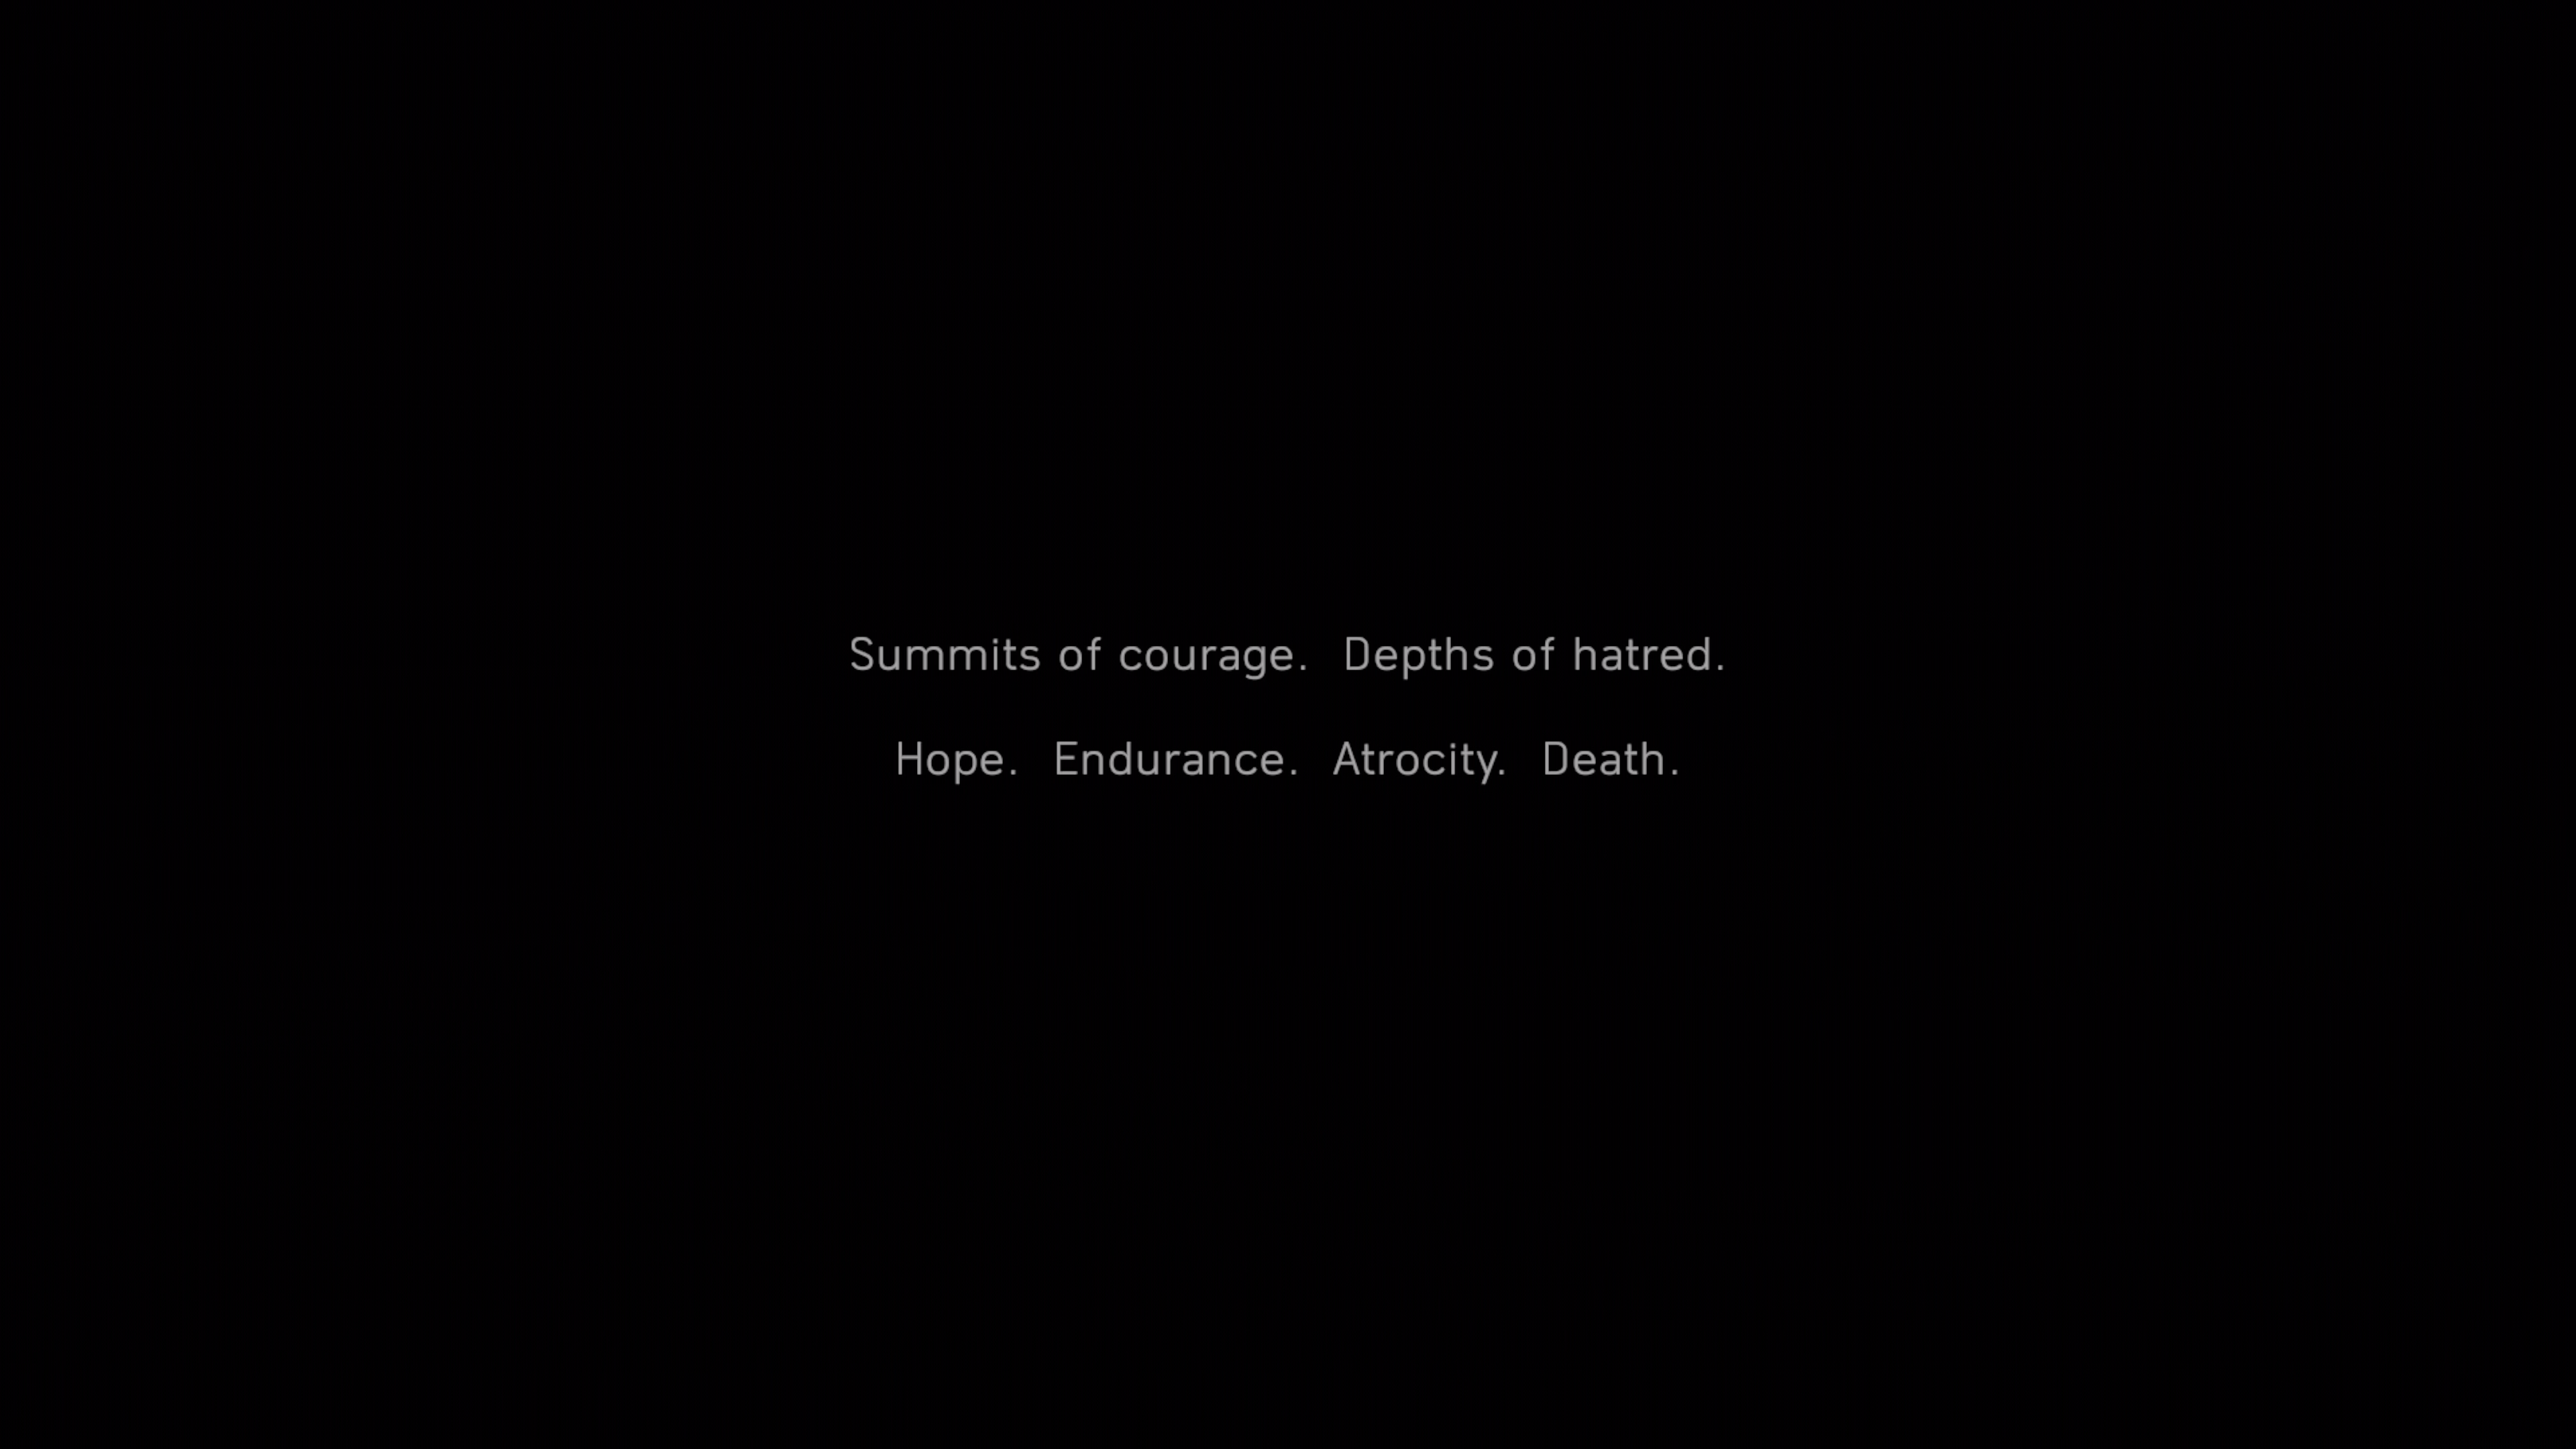 Summits of courage. Depths of hatred.
Hope. Endurance. Atrocity. Death.